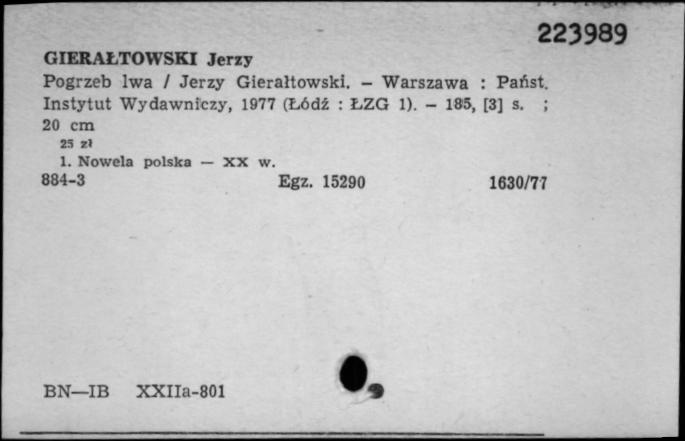 223989
GIERAŁTOWSKI Jerzy
Pogrzeb lwa / Jerzy Gierałtowski. — Warszawa : Państ.
Instytut Wydawniczy, 1977 (Łódź : ŁZG 1). — 185, [3] s. ;
20 cm
25 zł
1. Nowela polska — XX w.
884-3 Egz. 15290 1630/77
BN—IB XXIIa-801